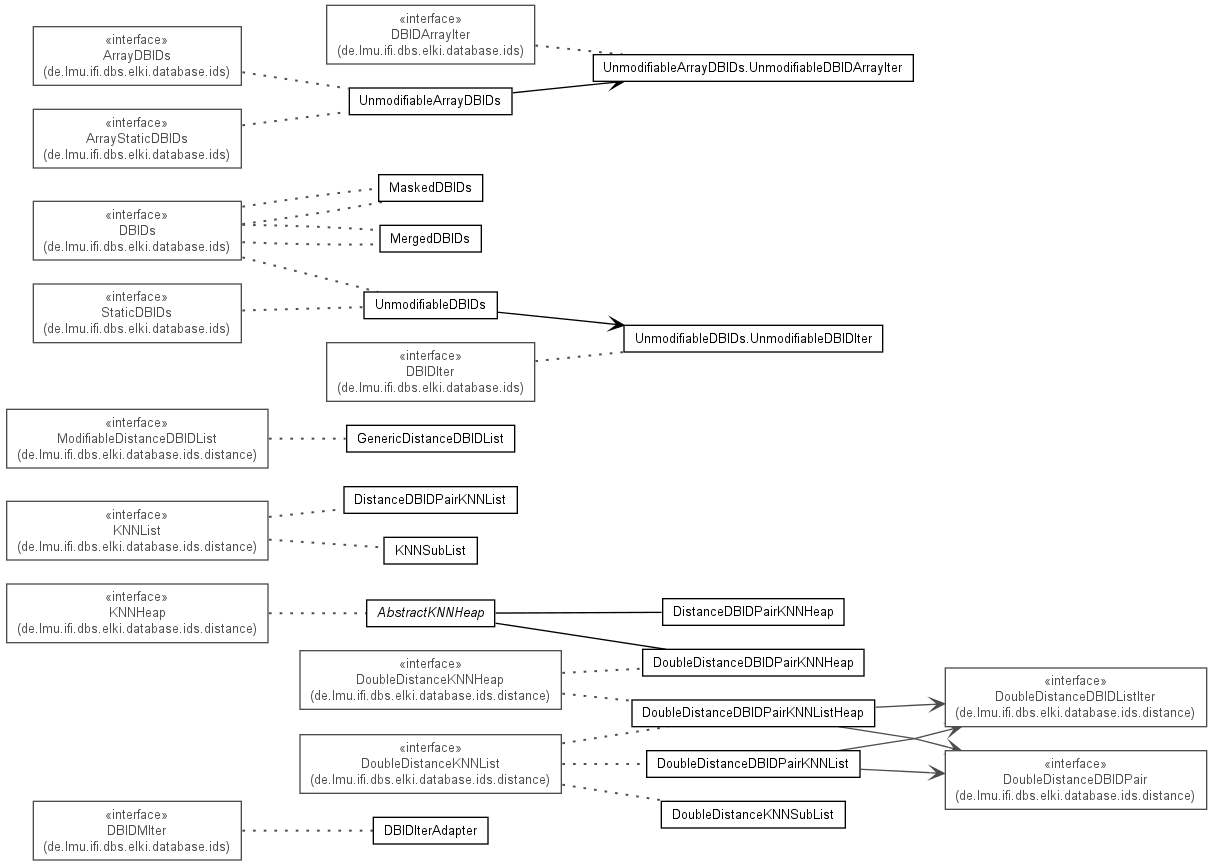 «interface»
ArrayDBIDs
(de.lmu.ifi.dbs.elki.database.ids)
«interface»
DBIDArrayIter
(de.lmu.ifi.dbs.elki.database.ids)
UnmodifiableArrayDBIDs.UnmodifiableDBIDArrayIter
UnmodifiableArrayDBIDs
«interface»
ArrayStaticDBIDs
(de.lmu.ifi.dbs.elki.database.ids)
MaskedDBIDs
«interface»
DBIDs
(de.lmu.ifi.dbs.elki.database.ids)
MergedDBIDs
«interface»
StaticDBIDs
(de.lmu.ifi.dbs.elki.database.ids)
UnmodifiableDBIDs
UnmodifiableDBIDs.UnmodifiableDBIDIter
«interface»
DBIDIter
(de.lmu.ifi.dbs.elki.database.ids)
«interface»
ModifiableDistanceDBIDList
(de.lmu.ifi.dbs.elki.database.ids.distance)
GenericDistanceDBIDList
DistanceDBIDPairKNNList
«interface»
KNNList
(de.lmu.ifi.dbs.elki.database.ids.distance)
KNNSubList
«interface»
KNNHeap
(de.lmu.ifi.dbs.elki.database.ids.distance)
AbstractKNNHeap
DistanceDBIDPairKNNHeap
«interface»
DoubleDistanceKNNHeap
(de.lmu.ifi.dbs.elki.database.ids.distance)
DoubleDistanceDBIDPairKNNHeap
«interface»
DoubleDistanceDBIDListIter
(de.lmu.ifi.dbs.elki.database.ids.distance)
DoubleDistanceDBIDPairKNNListHeap
«interface»
DoubleDistanceKNNList
(de.lmu.ifi.dbs.elki.database.ids.distance)
DoubleDistanceDBIDPairKNNList
«interface»
DoubleDistanceDBIDPair
(de.lmu.ifi.dbs.elki.database.ids.distance)
DoubleDistanceKNNSubList
«interface»
DBIDMIter
(de.lmu.ifi.dbs.elki.database.ids)
DBIDIterAdapter